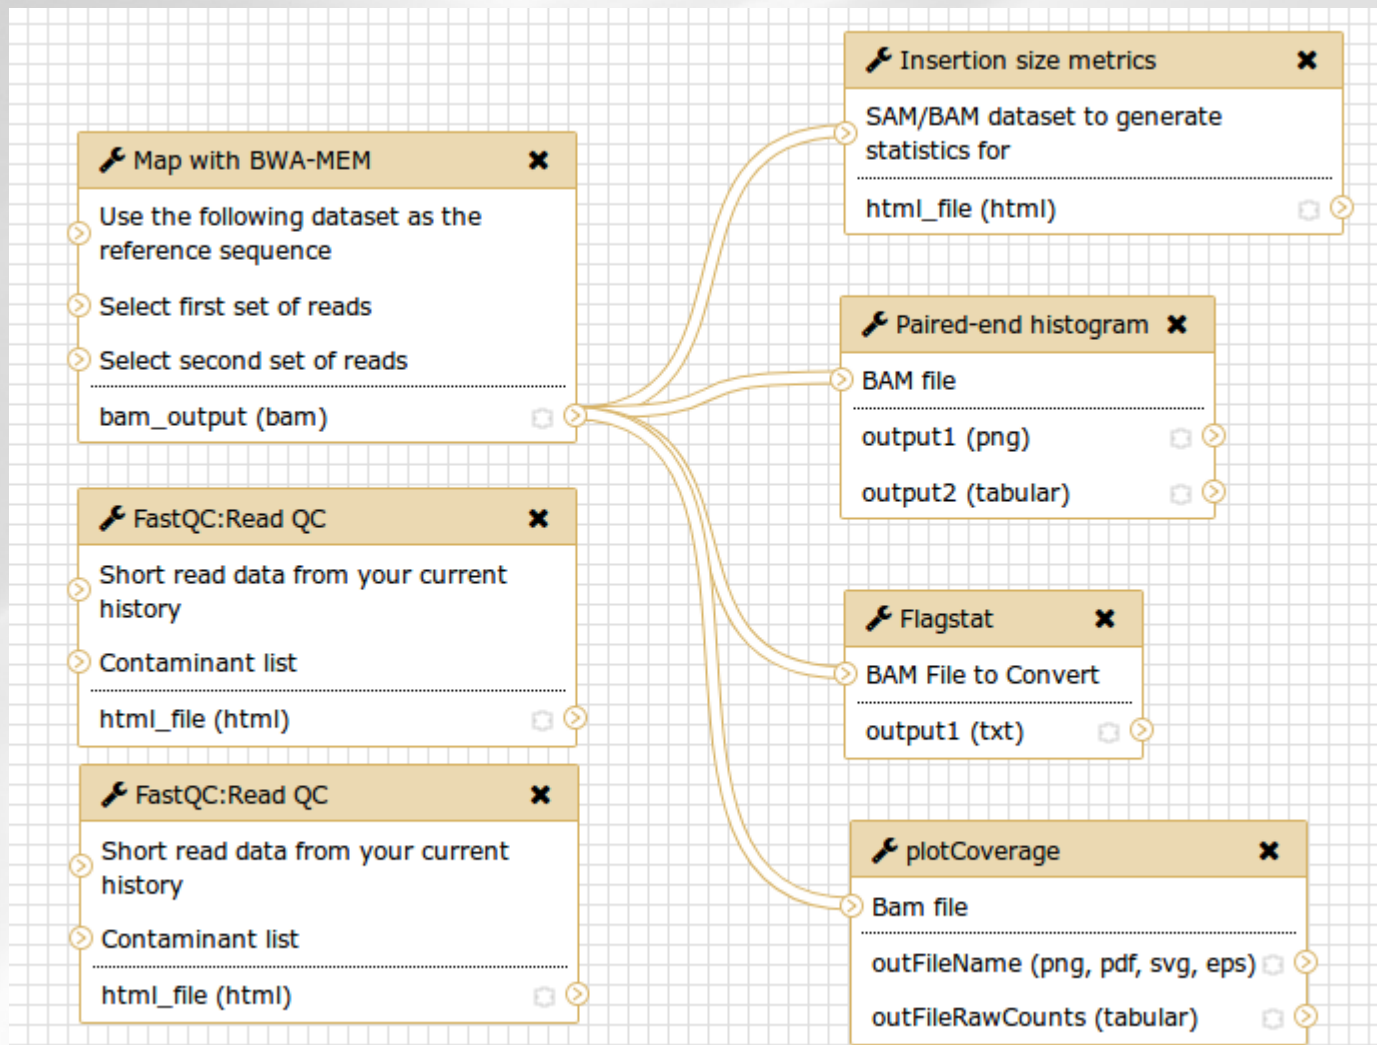 Map with BWA-MEM
Use the following dataset as the
reference sequence
Select first set of reads
Select second set of reads
bam_output (bam)
FastQC:Read QC
Short read data from your current
history
Contaminant list
html_file (html)
FastQC:Read QC
Short read data from your current
history
Contaminant list
html_file (html)
Insertion size metrics
SAM/BAM dataset to generate
statistics for
html_file (html)
Paired-end histogram
BAM file
output1 (png)
output2 (tabular)
Flagstat
BAM File to Convert
output1 (txt)
plotCoverage
Bam file
outFileName (png, pdf, svg, eps)
outFileRawCounts (tabular)